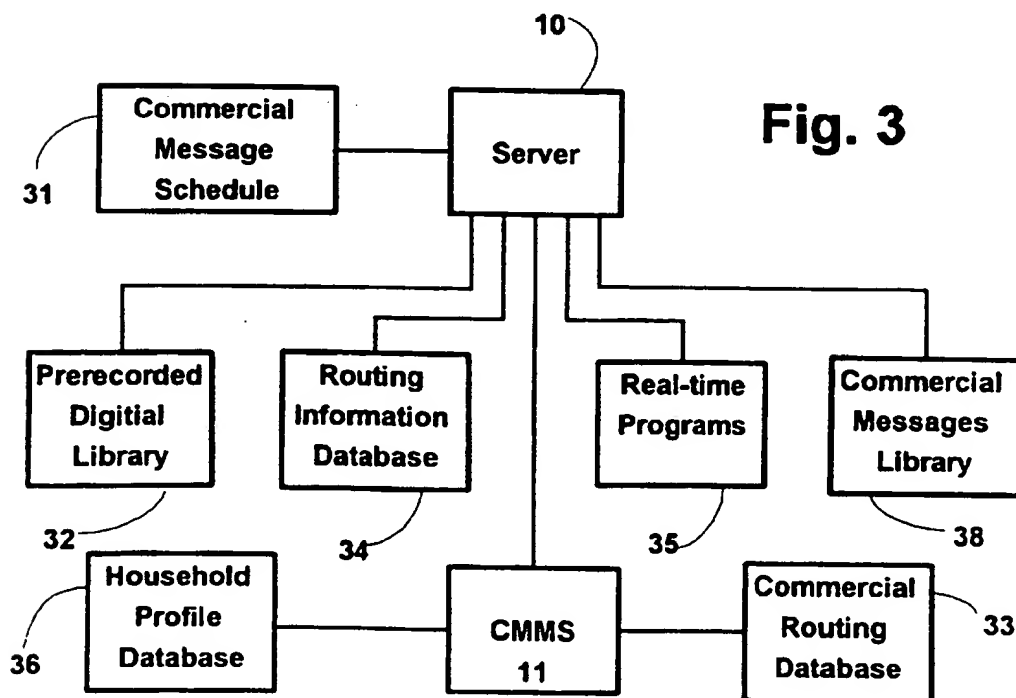 10
Fig. 3
Commercial
Message
Schedule
31
Server
Prerecorded
Digitial
Library
32
Routing
Information
Database
34
Real-time
Programs
35
Commercial
Messages
Library
38
Household
Profile
Database
36
CMMS
11
Commercial
Routing
Database
33